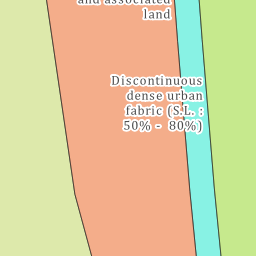 and associated
land
Discontinuous
dense urban
fabric (S.L. :
50% - 80%)